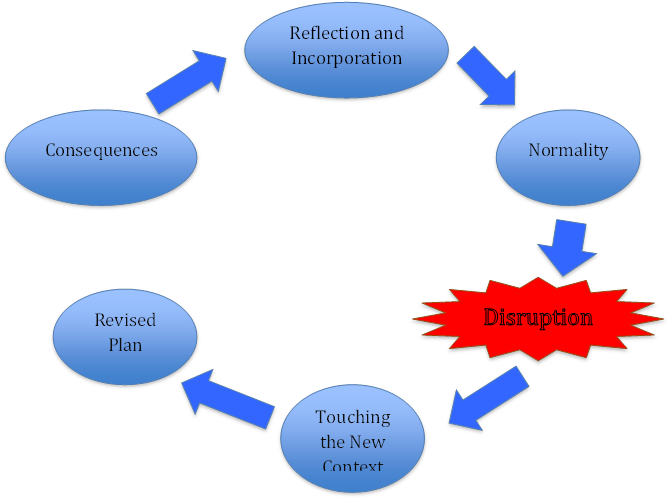 Reflection and
Incorporation
Consequences
Normality
Disruption
Revised
Plan
Touching
the New
Context